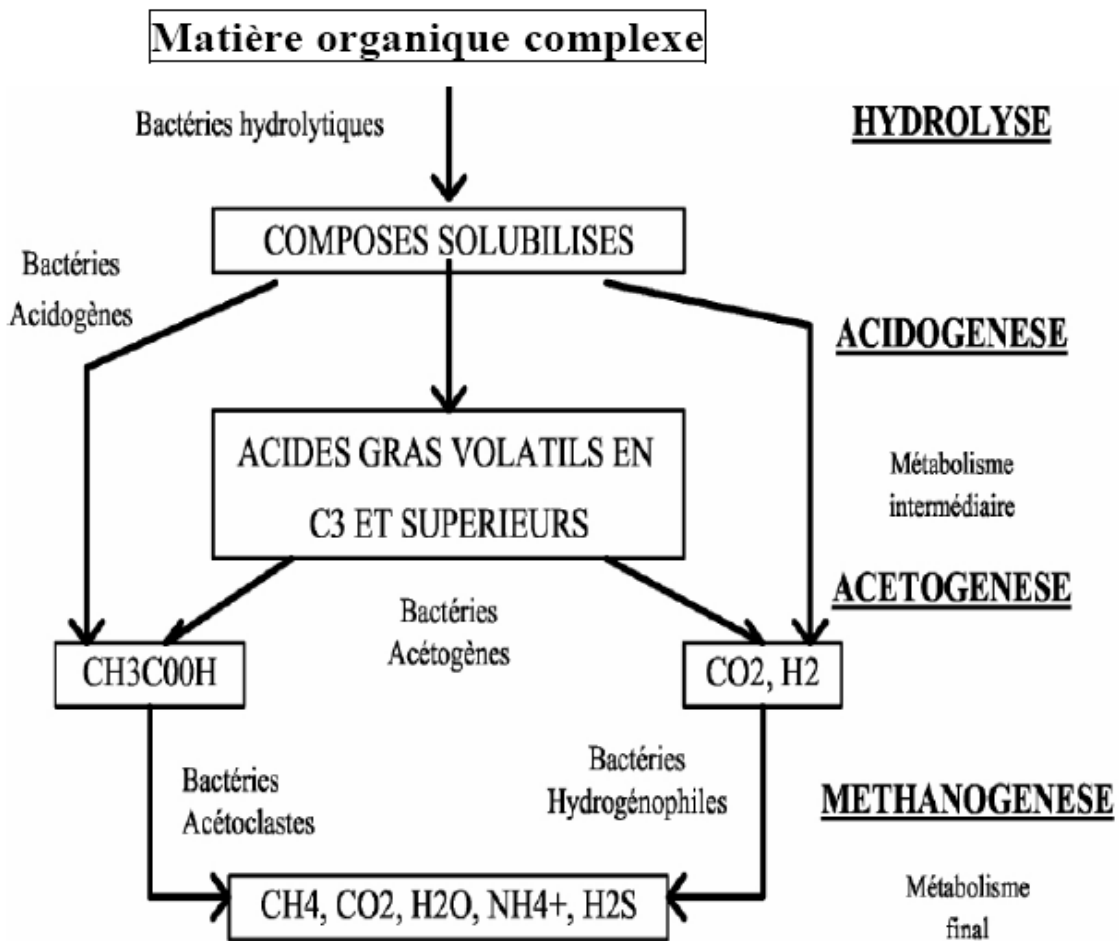 Matière organique complexe
Bactéries hydrolytiques
HYDROLYSE
COMPOSES SOLUBILISES
Bactéries
Acidogènes
ACIDOGENESE
ACIDES GRAS VOLATILS EN
C3 ET SUPERIEURS
Métabolisme
intermédiaire
ACETOGENESE
Bactéries
Acétogènes
CH3C00H
CO2, H2
Bactéries
Acétoclastes
Bactéries
Hydrogénophiles
METHANOGENESE
CH4, CO2, H2O, NH4+, H2S
Métabolisme
final